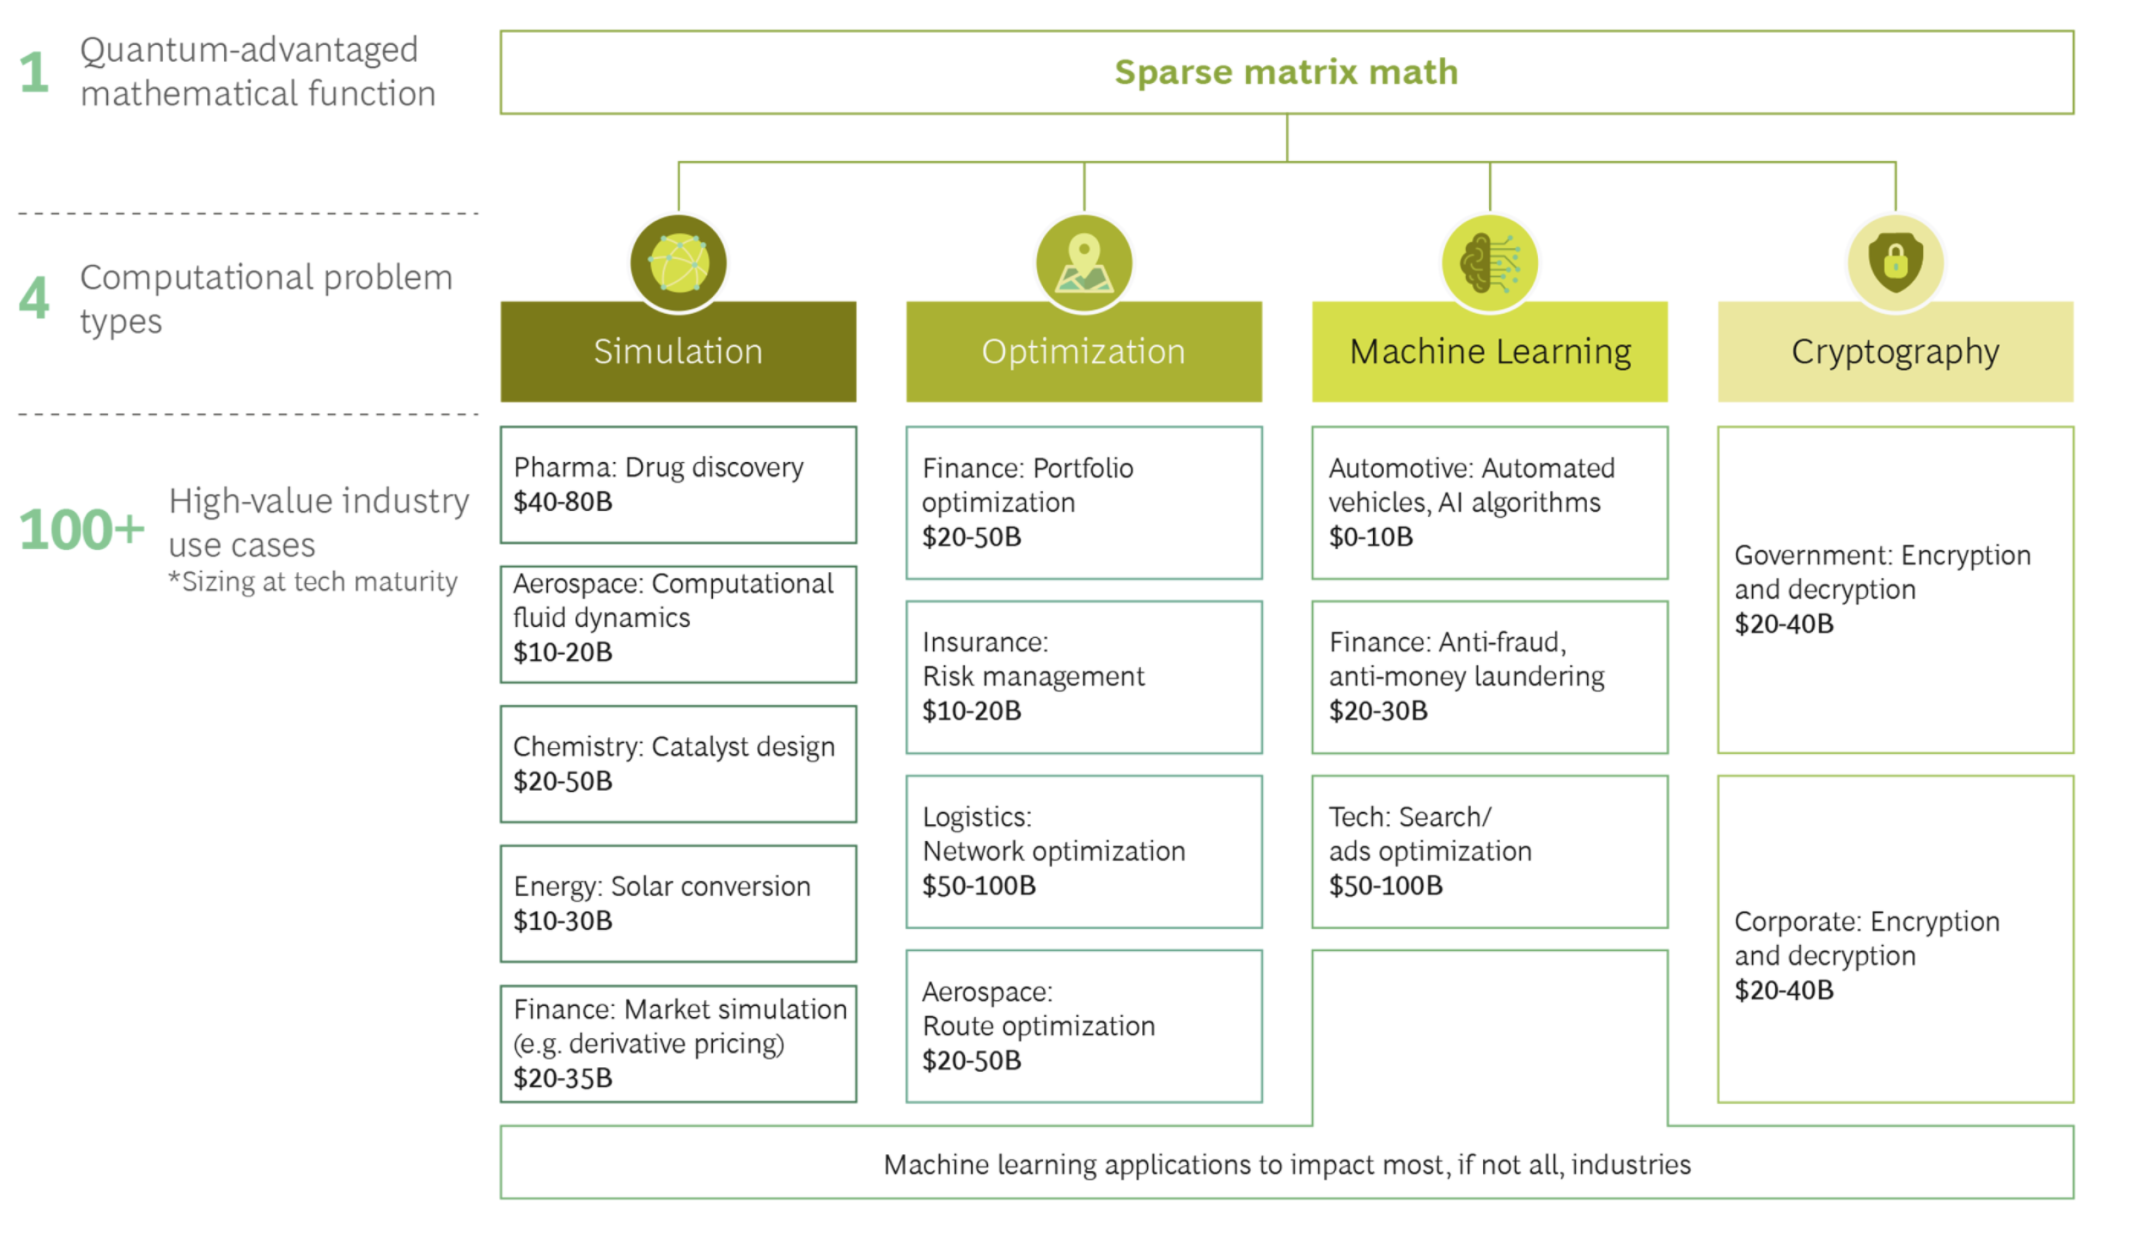 1
Quantum-advantaged
mathematical function
Sparse matrix math
4
Computational problem
types
Simulation
Optimization
Machine Learning
Cryptography
100+
High-value industry
use cases
*Sizing at tech maturity
Pharma: Drug discovery
$40-80B
Aerospace: Computational
fluid dynamics
$10-20B
Chemistry: Catalyst design
$20-50B
Energy: Solar conversion
$10-30B
Finance: Market simulation
(e.g. derivative pricing)
$20-35B
Finance: Portfolio
optimization
$20-50B
Insurance:
Risk management
$10-20B
Logistics:
Network optimization
$50-100B
Aerospace:
Route optimization
$20-50B
Automotive: Automated
vehicles, AI algorithms
$0-10B
Finance: Anti-fraud,
anti-money laundering
$20-30B
Tech: Search/
ads optimization
$50-100B
Government: Encryption
and decryption
$20-40B
Corporate: Encryption
and decryption
$20-40B
Machine learning applications to impact most, if not all, industries